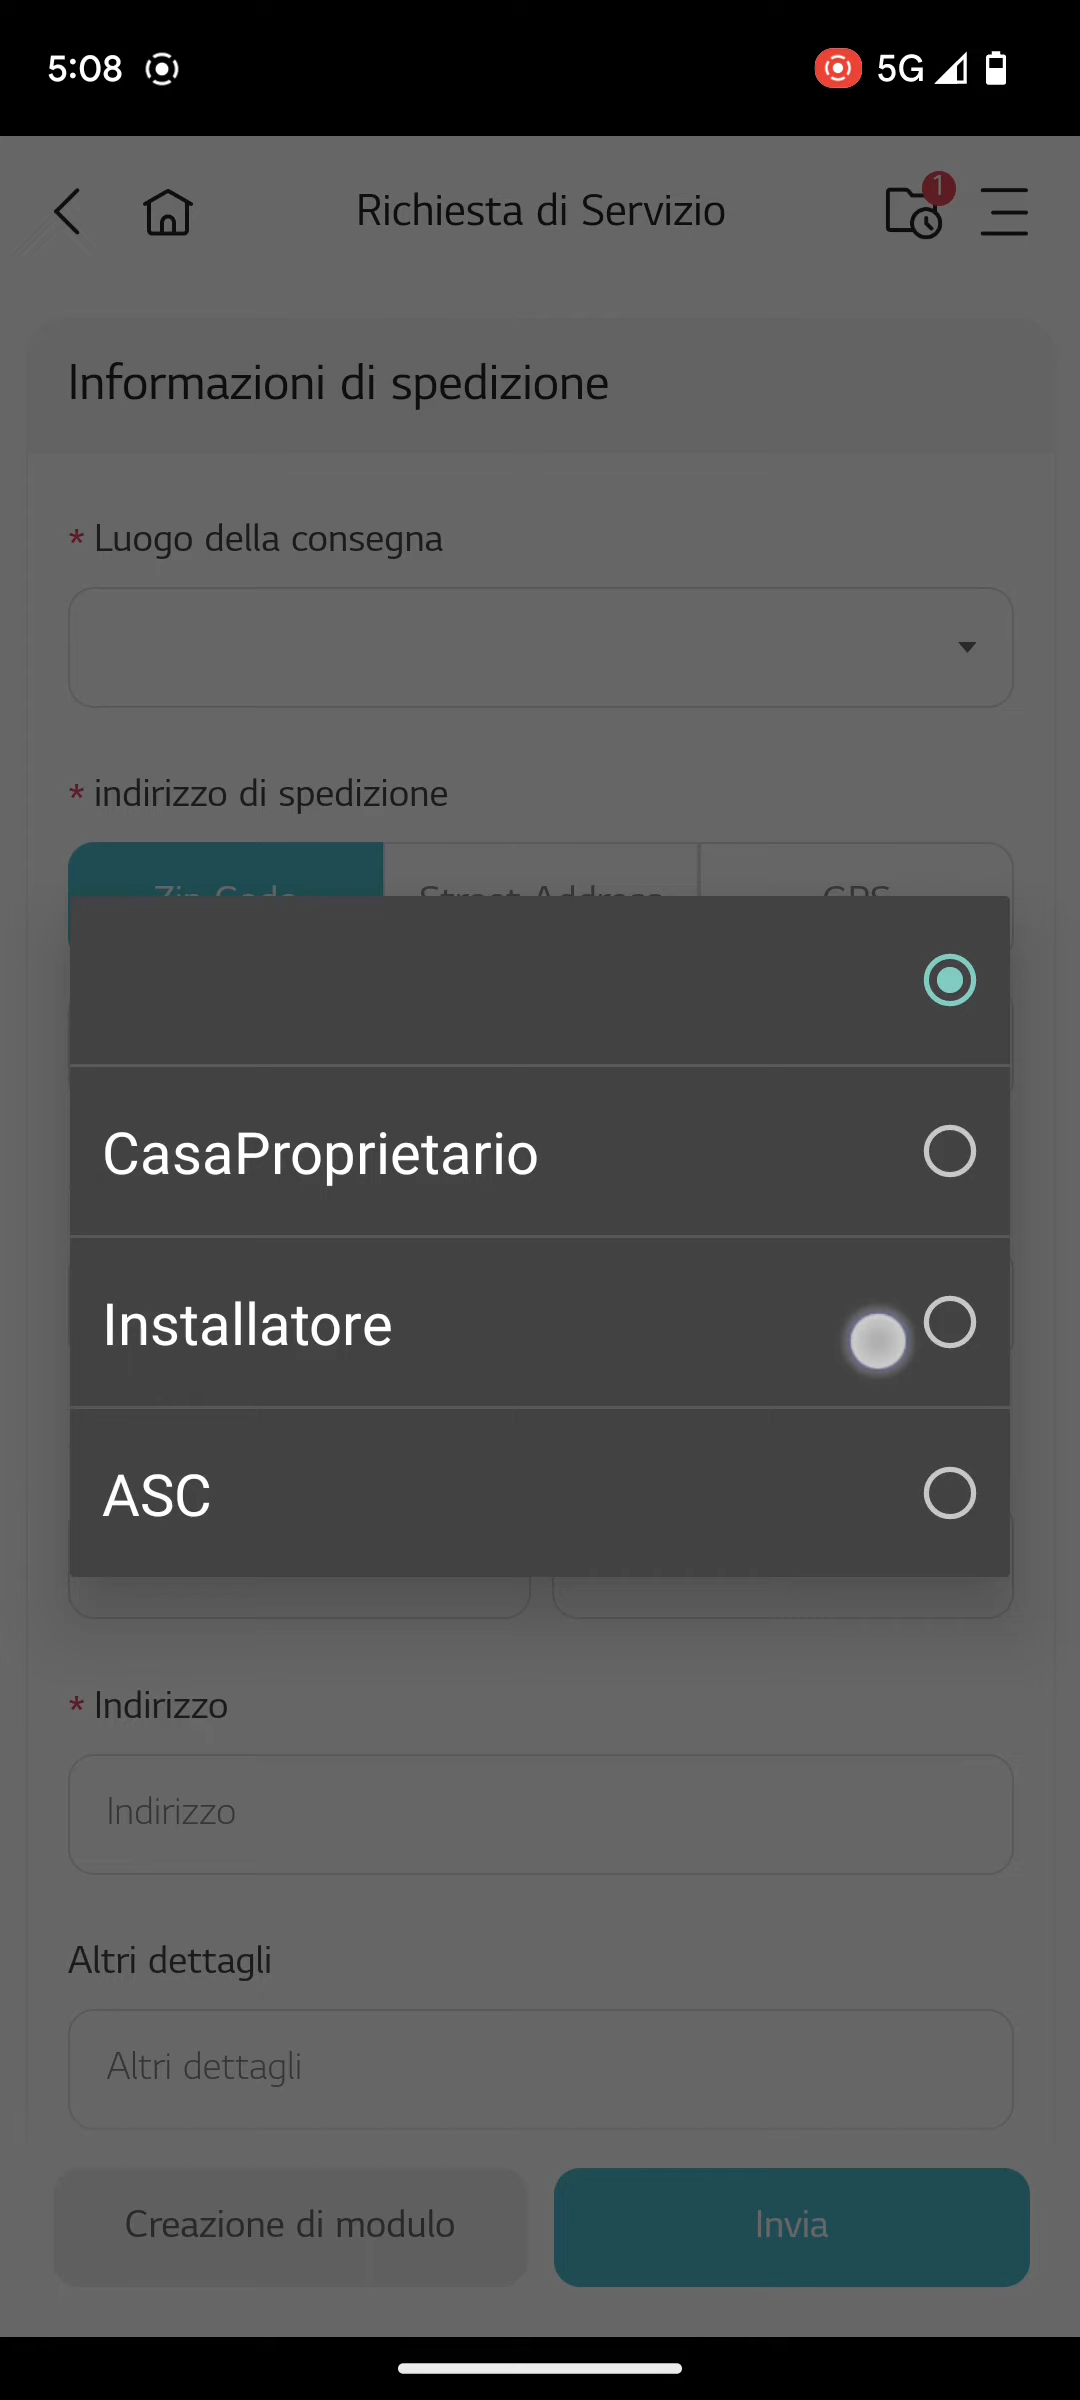 5:08
5G
Richiesta di Servizio
1
Informazioni di spedizione
* Luogo della consegna
* indirizzo di spedizione
Zip Code
Street Address
GPS
CasaProprietario
Installatore
ASC
* Indirizzo
Indirizzo
Altri dettagli
Altri dettagli
Creazione di modulo
Invia